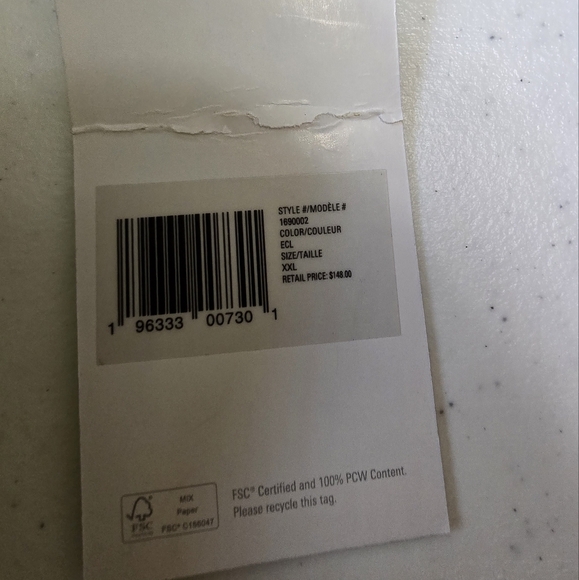 STYLE #/MODÈLE #
1690002
COLOR/COULEUR
ECL
SIZE/TAILLE
XXL
RETAIL PRICE: $148.00
1 96333 00730 1
FSC® Certified and 100% PCW Content.
Please recycle this tag.
FSC
MIX
Paper
FSC® C156047